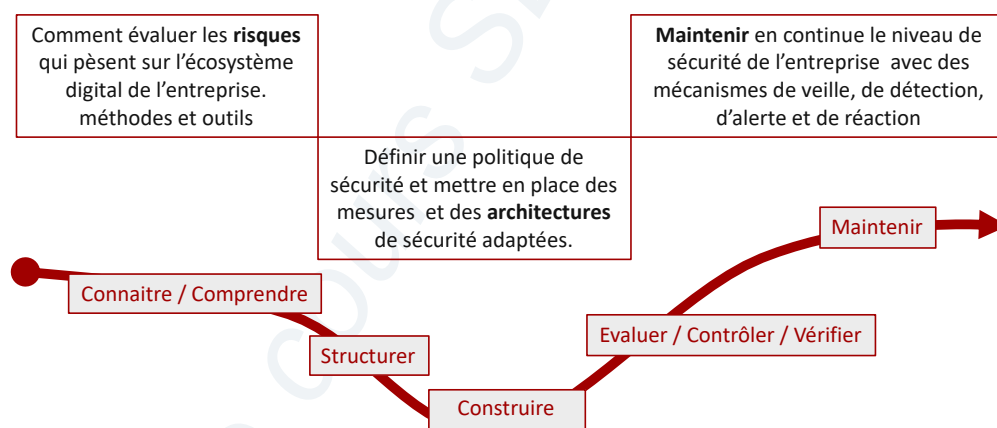 Comment évaluer les risques
qui pèsent sur l'écosystème
digital de l'entreprise.
méthodes et outils
Maintenir en continue le niveau de
sécurité de l'entreprise avec des
mécanismes de veille, de détection,
d'alerte et de réaction
Définir une politique de
sécurité et mettre en place des
mesures et des architectures
de sécurité adaptées.
Maintenir
Connaitre / Comprendre
Evaluer / Contrôler / Vérifier
Structurer
Construire
cours